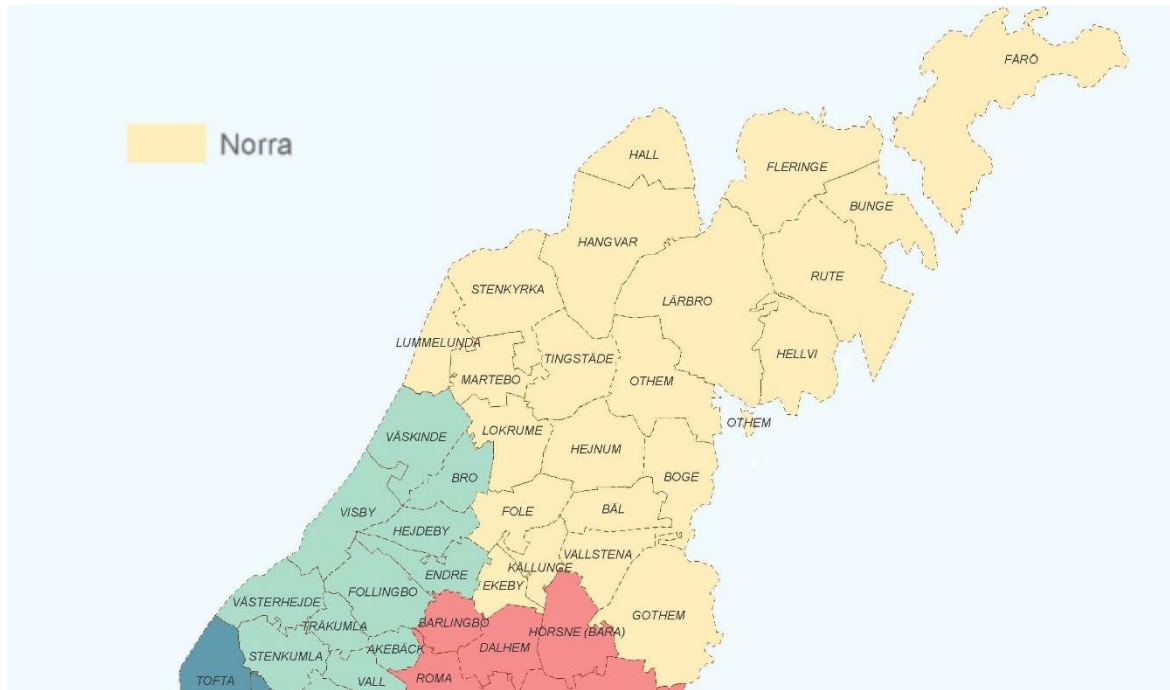 FÅRÖ
Norra
HALL
FLERINGE
BUNGE
HANGVAR
RUTE
STENKYRKA
LÄRBRO
LUMMELUNDA
TINGSTÄDE
HELLVI
MARTEBO
OTHEM
OTHEM
LOKRUME
VÄSKINDE
HEJNUM
BRO
BOGE
VISBY
FOLE
BÄL
HEJDEBY
VALLSTENA
KÄLLUNGE
ENDRE
EKEBY
FOLLINGBO
VÄSTERHEJDE
GOTHEM
TRÄKUMLA
BARLINGBO
HÖRSNE (BARA)
DALHEM
AKEBÄCK
STENKUMLA
TOFTA
VALL
ROMA